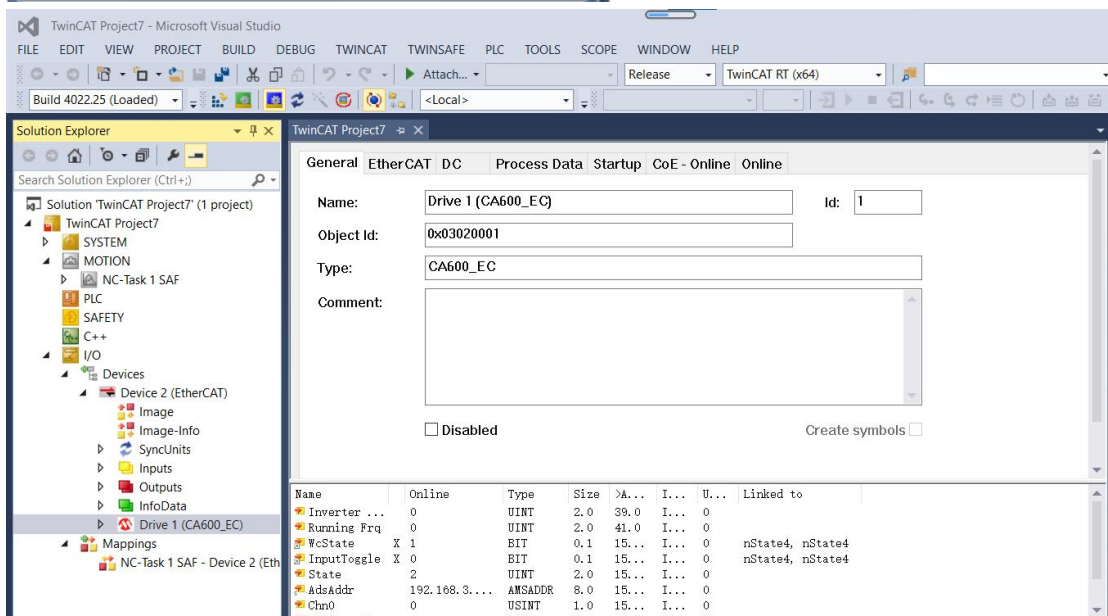 TwinCAT Project7 - Microsoft Visual Studio
FILE EDIT VIEW PROJECT BUILD DEBUG TWINCAT TWINSAFE PLC TOOLS SCOPE WINDOW HELP
Attach... Release TwinCAT RT (x64)
Build 4022.25 (Loaded) <Local>
Solution Explorer
Search Solution Explorer (Ctrl+;)
Solution 'TwinCAT Project7' (1 project)
TwinCAT Project7
SYSTEM
MOTION
NC-Task 1 SAF
PLC
SAFETY
C++
I/O
Devices
Device 2 (EtherCAT)
Image
Image-Info
SyncUnits
Inputs
Outputs
InfoData
Drive 1 (CA600_EC)
Mappings
NC-Task 1 SAF - Device 2 (Eth
TwinCAT Project7
General EtherCAT DC Process Data Startup CoE - Online Online
Name: Drive 1 (CA600_EC) Id: 1
Object Id: 0x03020001
Type: CA600_EC
Comment:
Disabled Create symbols
Name Online Type Size >A... I... U... Linked to
Inverter ... 0 UINT 2.0 39.0 I... 0
Running Frq 0 UINT 2.0 41.0 I... 0
WcState X 1 BIT 0.1 15... I... 0 nState4, nState4
InputToggle X 0 BIT 0.1 15... I... 0 nState4, nState4
State 2 UINT 2.0 15... I... 0
AdsAddr 192.168.3.... AMSADDR 8.0 15... I... 0
Chn0 0 USINT 1.0 15... I... 0